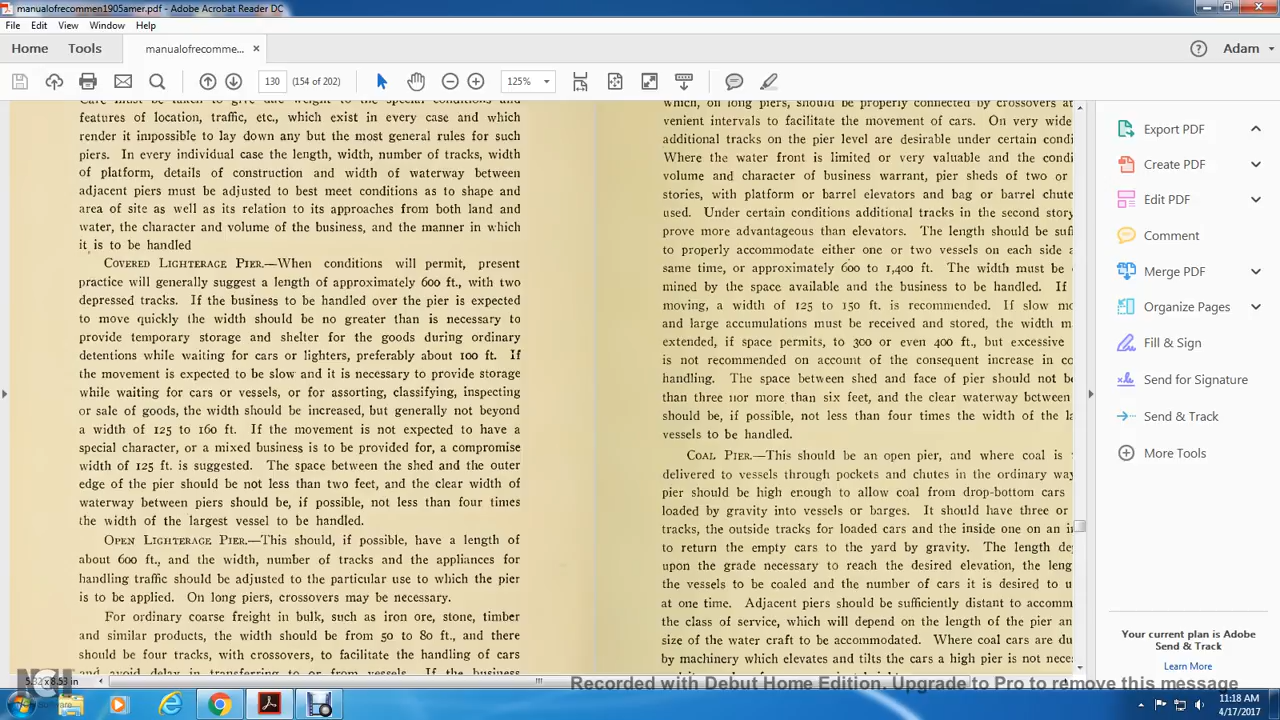 manualofrecommen1905amer.pdf - Adobe Acrobat Reader DC
File Edit View Window Help
Home Tools manualofrecomme... × Adam
130 (154 of 202) 125%
Care must be taken to give due weight to the special conditions and
features of location, traffic, etc., which exist in every case and which
render it impossible to lay down any but the most general rules for such
piers. In every individual case the length, width, number of tracks, width
of platform, details of construction and width of waterway between
adjacent piers must be adjusted to best meet conditions as to shape and
area of site as well as its relation to its approaches from both land and
water, the character and volume of the business, and the manner in which
it is to be handled
COVERED LIGHTERAGE PIER.—When conditions will permit, present
practice will generally suggest a length of approximately 600 ft., with two
depressed tracks. If the business to be handled over the pier is expected
to move quickly the width should be no greater than is necessary to
provide temporary storage and shelter for the goods during ordinary
detentions while waiting for cars or lighters, preferably about 100 ft. If
the movement is expected to be slow and it is necessary to provide storage
while waiting for cars or vessels, or for assorting, classifying, inspecting
or sale of goods, the width should be increased, but generally not beyond
a width of 125 to 160 ft. If the movement is not expected to have a
special character, or a mixed business is to be provided for, a compromise
width of 125 ft. is suggested. The space between the shed and the outer
edge of the pier should be not less than two feet, and the clear width of
waterway between piers should be, if possible, not less than four times
the width of the largest vessel to be handled.
OPEN LIGHTERAGE PIER.—This should, if possible, have a length of
about 600 ft., and the width, number of tracks and the appliances for
handling traffic should be adjusted to the particular use to which the pier
is to be applied. On long piers, crossovers may be necessary.
For ordinary coarse freight in bulk, such as iron ore, stone, timber
and similar products, the width should be from 50 to 80 ft., and there
should be four tracks, with crossovers, to facilitate the handling of cars
and avoid delay in transferring to or from vessels. If the business
which, on long piers, should be properly connected by crossovers at
venient intervals to facilitate the movement of cars. On very wide
additional tracks on the pier level are desirable under certain condi
Where the water front is limited or very valuable and the condi
volume and character of business warrant, pier sheds of two or
stories, with platform or barrel elevators and bag or barrel chute
used. Under certain conditions additional tracks in the second story
prove more advantageous than elevators. The length should be suf
to properly accommodate either one or two vessels on each side a
same time, or approximately 600 to 1,400 ft. The width must be
mined by the space available and the business to be handled. If
moving, a width of 125 to 150 ft. is recommended. If slow mo
and large accumulations must be received and stored, the width m
extended, if space permits, to 300 or even 400 ft., but excessive
is not recommended on account of the consequent increase in co
handling. The space between shed and face of pier should not be
than three nor more than six feet, and the clear waterway between
should be, if possible, not less than four times the width of the la
vessels to be handled.
COAL PIER.—This should be an open pier, and where coal is
delivered to vessels through pockets and chutes in the ordinary way
pier should be high enough to allow coal from drop-bottom cars
loaded by gravity into vessels or barges. It should have three or
tracks, the outside tracks for loaded cars and the inside one on an in
to return the empty cars to the yard by gravity. The length de
upon the grade necessary to reach the desired elevation, the leng
the vessels to be coaled and the number of cars it is desired to u
at one time. Adjacent piers should be sufficiently distant to accomm
the class of service, which will depend on the length of the pier an
size of the water craft to be accommodated. Where coal cars are du
by machinery which elevates and tilts the cars a high pier is not nece
Export PDF
Create PDF
Edit PDF
Comment
Merge PDF
Organize Pages
Fill & Sign
Send for Signature
Send & Track
More Tools
Your current plan is Adobe
Send & Track
Learn More
Recorded with Debut Home Edition. Upgrade to Pro to remove this message
11:18 AM
4/17/2017